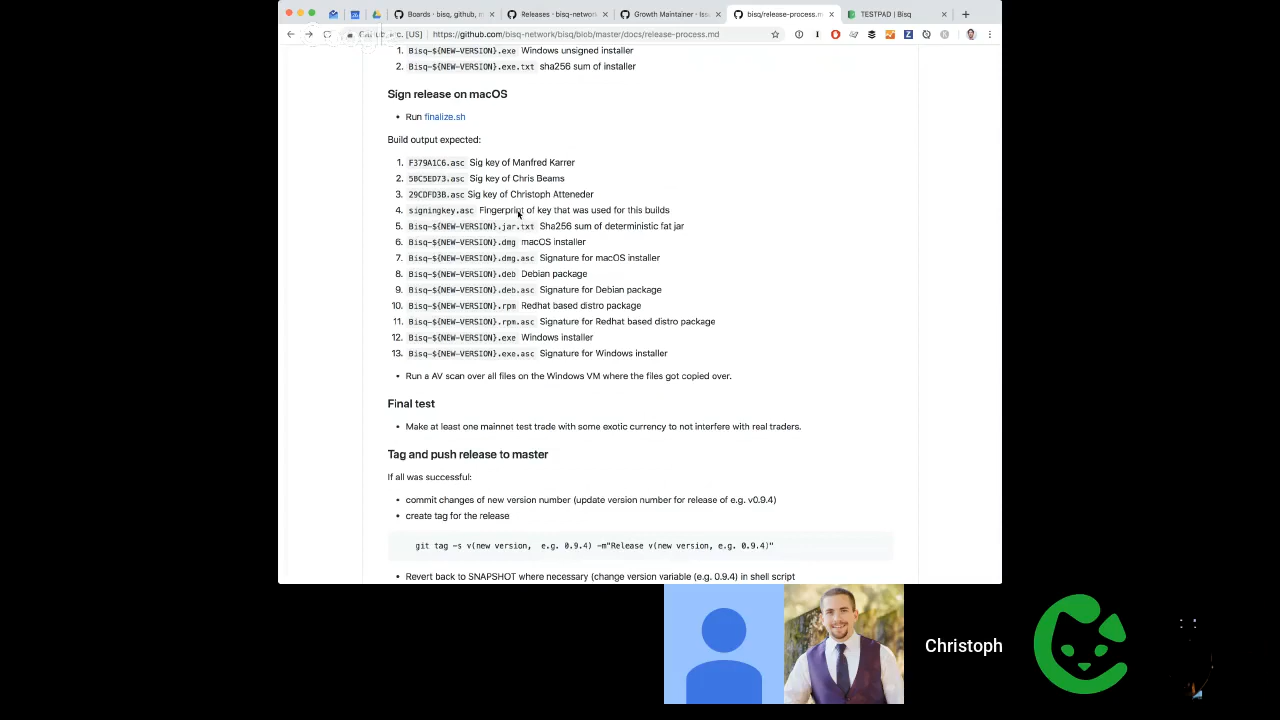 Boards · bisq, github, m
Releases · bisq-networ
Growth Maintainer · Iss
bisq/release-process.m
TESTPAD | Bisq
c. [US]
https://github.com/bisq-network/bisq/blob/master/docs/release-process.md
1. Bisq-${NEW-VERSION}.exe Windows unsigned installer
2. Bisq-${NEW-VERSION}.exe.txt sha256 sum of installer
Sign release on macOS
• Run finalize.sh
Build output expected:
1. F379A1C6.asc Sig key of Manfred Karrer
2. 5BC5ED73.asc Sig key of Chris Beams
3. 29CDFD3B.asc Sig key of Christoph Atteneder
4. signingkey.asc Fingerprint of key that was used for this builds
5. Bisq-${NEW-VERSION}.jar.txt Sha256 sum of deterministic fat jar
6. Bisq-${NEW-VERSION}.dmg macOS installer
7. Bisq-${NEW-VERSION}.dmg.asc Signature for macOS installer
8. Bisq-${NEW-VERSION}.deb Debian package
9. Bisq-${NEW-VERSION}.deb.asc Signature for Debian package
10. Bisq-${NEW-VERSION}.rpm Redhat based distro package
11. Bisq-${NEW-VERSION}.rpm.asc Signature for Redhat based distro package
12. Bisq-${NEW-VERSION}.exe Windows installer
13. Bisq-${NEW-VERSION}.exe.asc Signature for Windows installer
• Run a AV scan over all files on the Windows VM where the files got copied over.
Final test
• Make at least one mainnet test trade with some exotic currency to not interfere with real traders.
Tag and push release to master
If all was successful:
• commit changes of new version number (update version number for release of e.g. v0.9.4)
• create tag for the release
git tag -s v(new version, e.g. 0.9.4) -m"Release v(new version, e.g. 0.9.4)"
• Revert back to SNAPSHOT where necessary (change version variable (e.g. 0.9.4) in shell script
Christoph